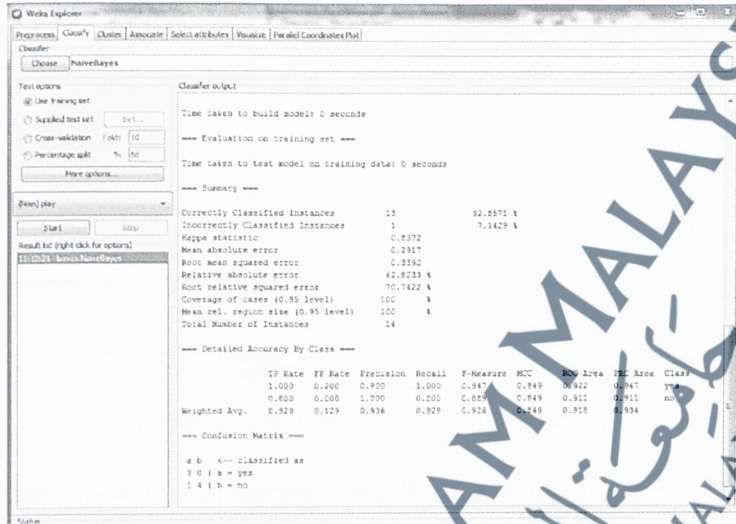 Weka Explorer
Preprocess Classify Cluster Associate Select attributes Visualize Parallel Coordinates Plot
Classifier
Choose NaiveBayes
Test options
Use training set
Supplied test set Set...
Cross-validation Folds 10
Percentage split % 66
More options...
(Nom) play
Start Stop
Result list (right-click for options)
11:12:21 - bayes.NaiveBayes
Classifier output
Time taken to build model: 0 seconds
=== Evaluation on training set ===
Time taken to test model on training data: 0 seconds
=== Summary ===
Correctly Classified Instances 13 92.8571 %
Incorrectly Classified Instances 1 7.1429 %
Kappa statistic 0.8372
Mean absolute error 0.2917
Root mean squared error 0.3392
Relative absolute error 62.8233 %
Root relative squared error 70.7422 %
Coverage of cases (0.95 level) 100 %
Mean rel. region size (0.95 level) 100 %
Total Number of Instances 14
=== Detailed Accuracy By Class ===
TP Rate FP Rate Precision Recall F-Measure MCC ROC Area PRC Area Class
1.000 0.200 0.900 1.000 0.947 0.849 0.922 0.947 yes
0.800 0.000 1.000 0.800 0.889 0.849 0.911 0.911 no
Weighted Avg. 0.929 0.129 0.936 0.929 0.926 0.849 0.918 0.934
=== Confusion Matrix ===
a b <-- classified as
9 0 | a = yes
1 4 | b = no
Status
AM MALAYS